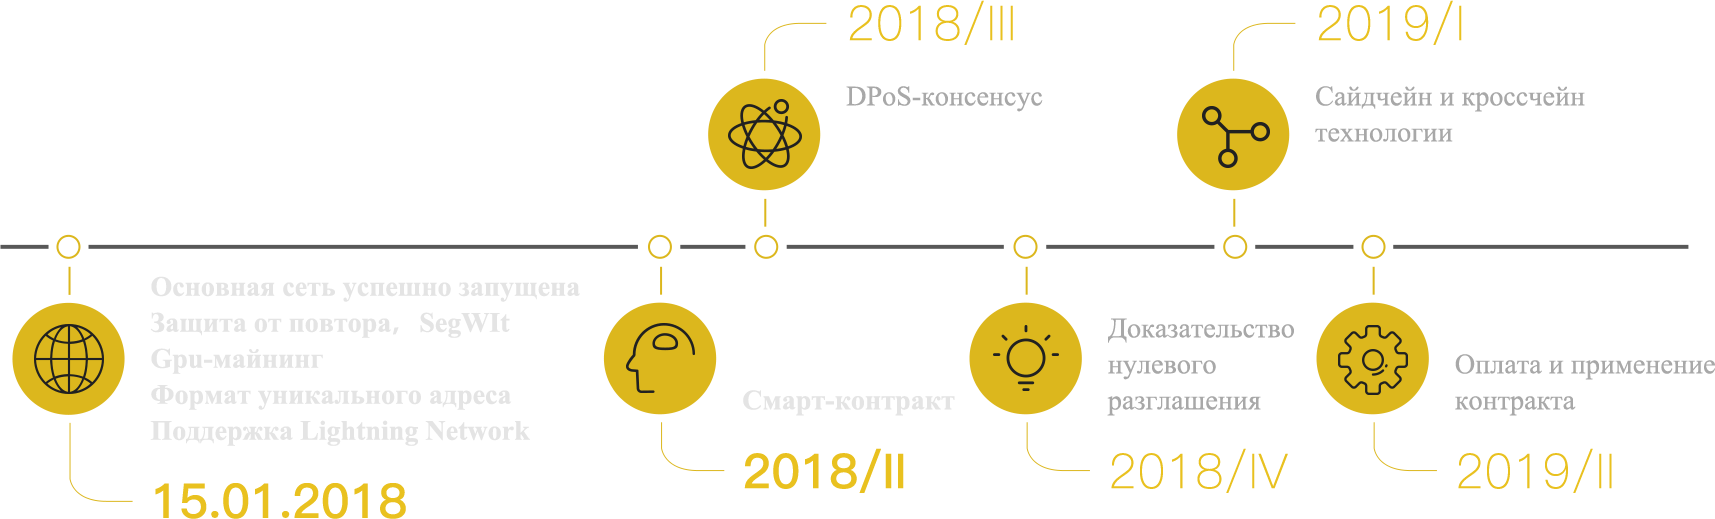 2018/III
DPoS-консенсус
2019/I
Сайдчейн и кроссчейн
технологии
Основная сеть успешно запущена
Защита от повтора， SegWIt
Gpu-майнинг
Формат уникального адреса
Поддержка Lightning Network
15.01.2018
Смарт-контракт
2018/II
Доказательство
нулевого
разглашения
2018/IV
Оплата и применение
контракта
2019/II